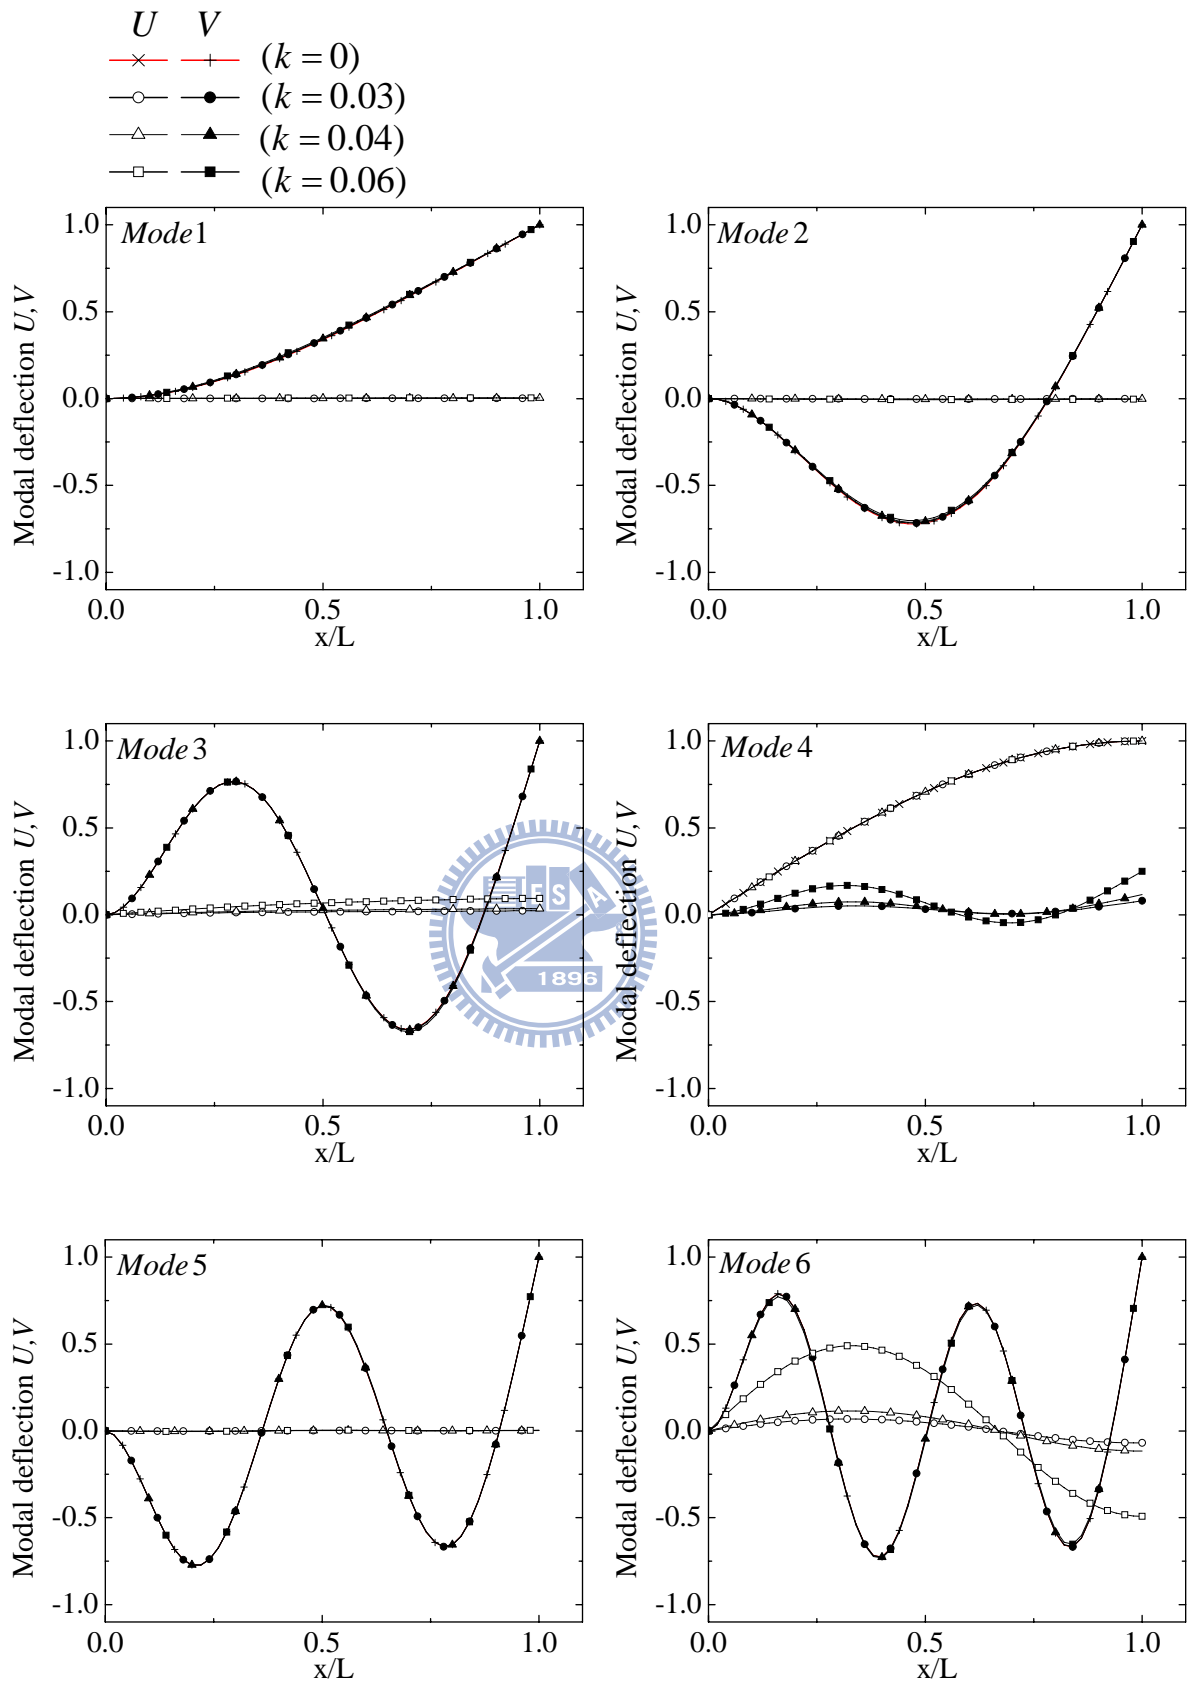 U V
(k = 0)
(k = 0.03)
(k = 0.04)
(k = 0.06)
Mode 1
Modal deflection U,V
1.0
0.5
0.0
-0.5
-1.0
0.0 0.5 1.0
x/L
Mode 2
Modal deflection U,V
1.0
0.5
0.0
-0.5
-1.0
0.0 0.5 1.0
x/L
Mode 3
Modal deflection U,V
1.0
0.5
0.0
-0.5
-1.0
0.0 0.5 1.0
x/L
Mode 4
Modal deflection U,V
1.0
0.5
0.0
-0.5
-1.0
0.0 0.5 1.0
x/L
ESA
1896
Mode 5
Modal deflection U,V
1.0
0.5
0.0
-0.5
-1.0
0.0 0.5 1.0
x/L
Mode 6
Modal deflection U,V
1.0
0.5
0.0
-0.5
-1.0
0.0 0.5 1.0
x/L